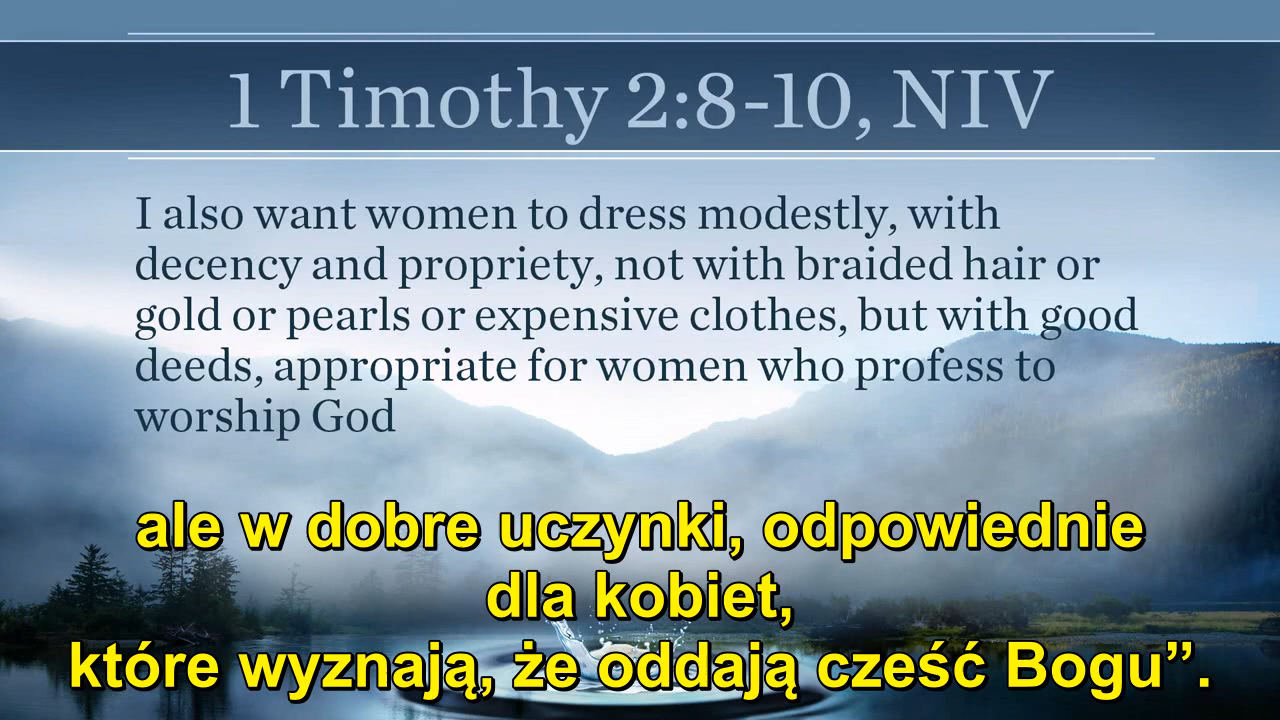 1 Timothy 2:8-10, NIV
I also want women to dress modestly, with
decency and propriety, not with braided hair or
gold or pearls or expensive clothes, but with good
deeds, appropriate for women who profess to
worship God
ale w dobre uczynki, odpowiednie
dla kobiet,
które wyznają, że oddają cześć Bogu”.